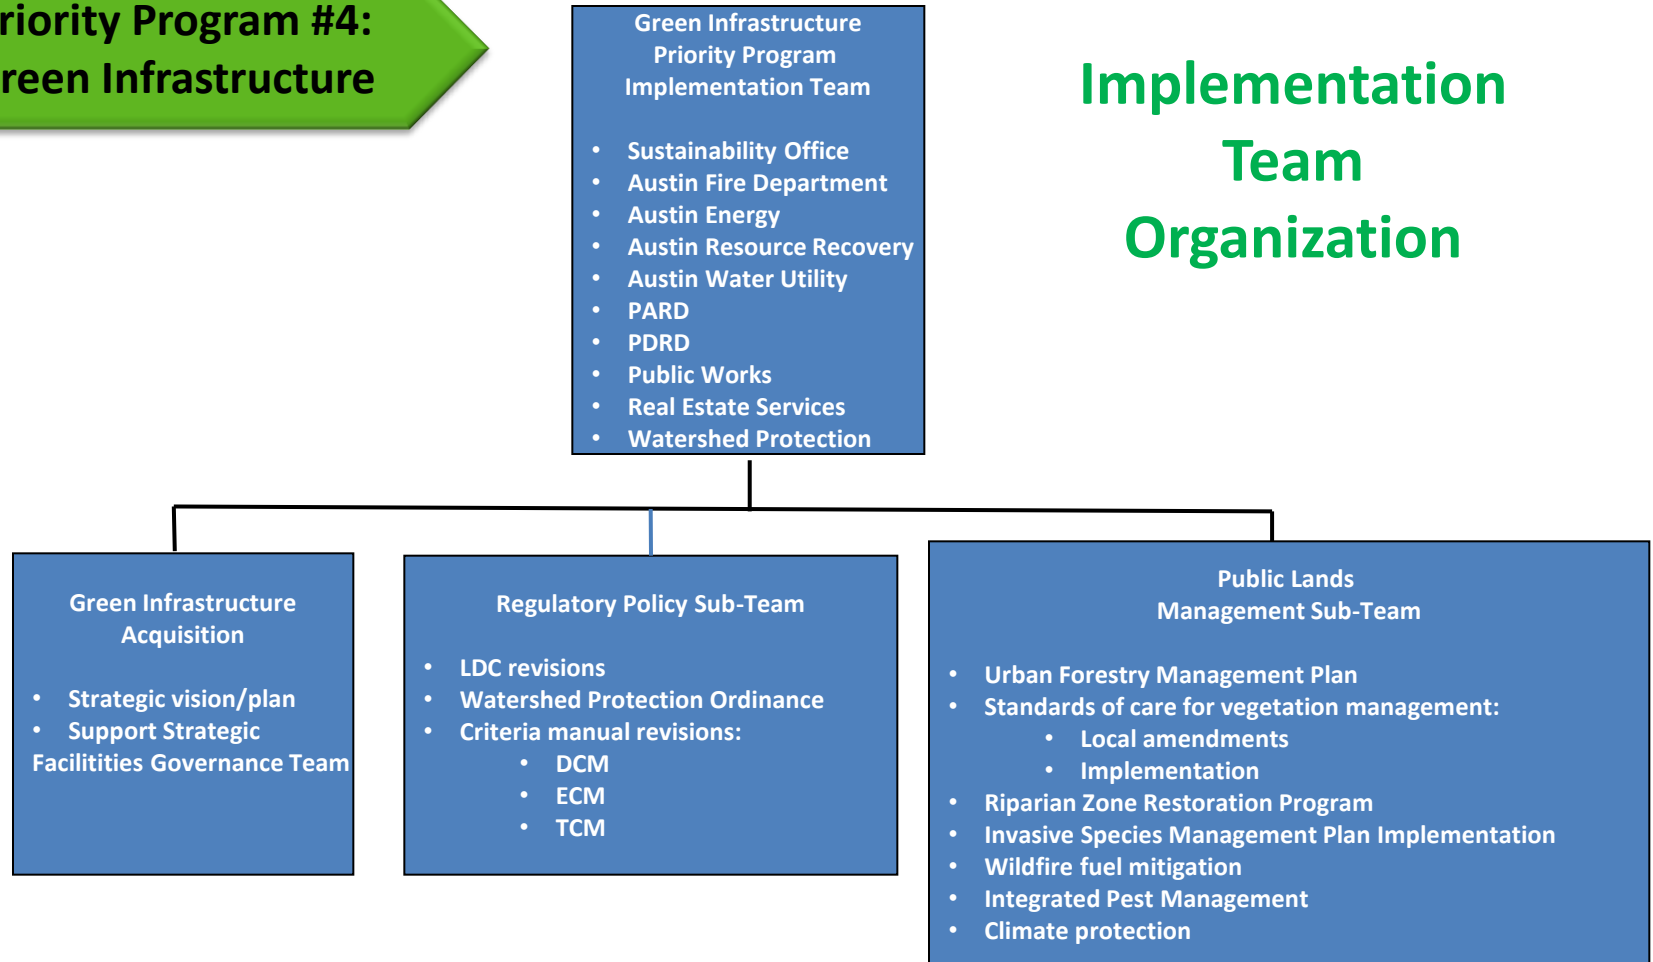 riority Program #4:
reen Infrastructure
Green Infrastructure
Priority Program
Implementation Team
• Sustainability Office
• Austin Fire Department
• Austin Energy
• Austin Resource Recovery
• Austin Water Utility
• PARD
• PDRD
• Public Works
• Real Estate Services
• Watershed Protection
Implementation
Team
Organization
Green Infrastructure
Acquisition
• Strategic vision/plan
• Support Strategic
Facilitities Governance Team
Regulatory Policy Sub-Team
• LDC revisions
• Watershed Protection Ordinance
• Criteria manual revisions:
• DCM
• ECM
• TCM
Public Lands
Management Sub-Team
• Urban Forestry Management Plan
• Standards of care for vegetation management:
• Local amendments
• Implementation
• Riparian Zone Restoration Program
• Invasive Species Management Plan Implementation
• Wildfire fuel mitigation
• Integrated Pest Management
• Climate protection